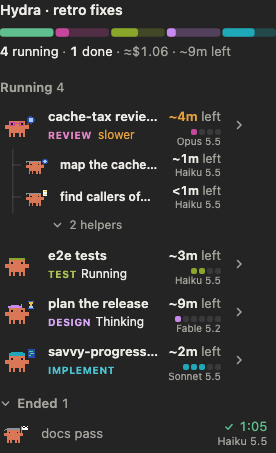 Hydra · retro fixes
4 running · 1 done · ≈$1.06 · ~9m left
Running 4
cache-tax revie... ~4m left
REVIEW slower Opus 5.5
map the cache... ~1m left
Haiku 5.5
find callers of... <1m left
Haiku 5.5
2 helpers
e2e tests ~3m left
TEST Running Haiku 5.5
plan the release ~9m left
DESIGN Thinking Fable 5.2
savvy-progress... ~2m left
IMPLEMENT Sonnet 5.5
Ended 1
docs pass ✓ 1:05
Haiku 5.5